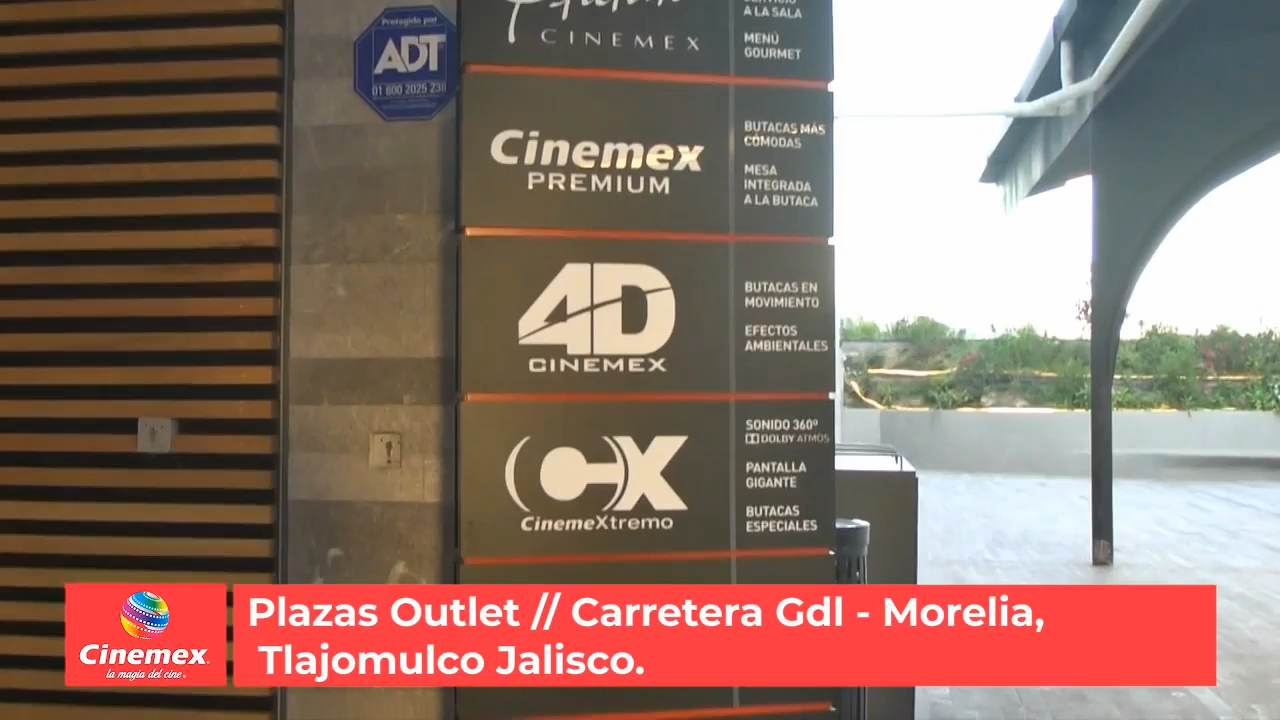 Protegido por
ADT
01 800 2025 238
CINEMEX
A LA SALA
MENÚ
GOURMET
Cinemex
PREMIUM
BUTACAS MÁS
CÓMODAS
MESA
INTEGRADA
A LA BUTACA
4D
CINEMEX
BUTACAS EN
MOVIMIENTO
EFECTOS
AMBIENTALES
CX
CinemeXtremo
SONIDO 360º
DOLBY ATMOS
PANTALLA
GIGANTE
BUTACAS
ESPECIALES
Cinemex
la magia del cine
Plazas Outlet // Carretera Gdl - Morelia,
Tlajomulco Jalisco.